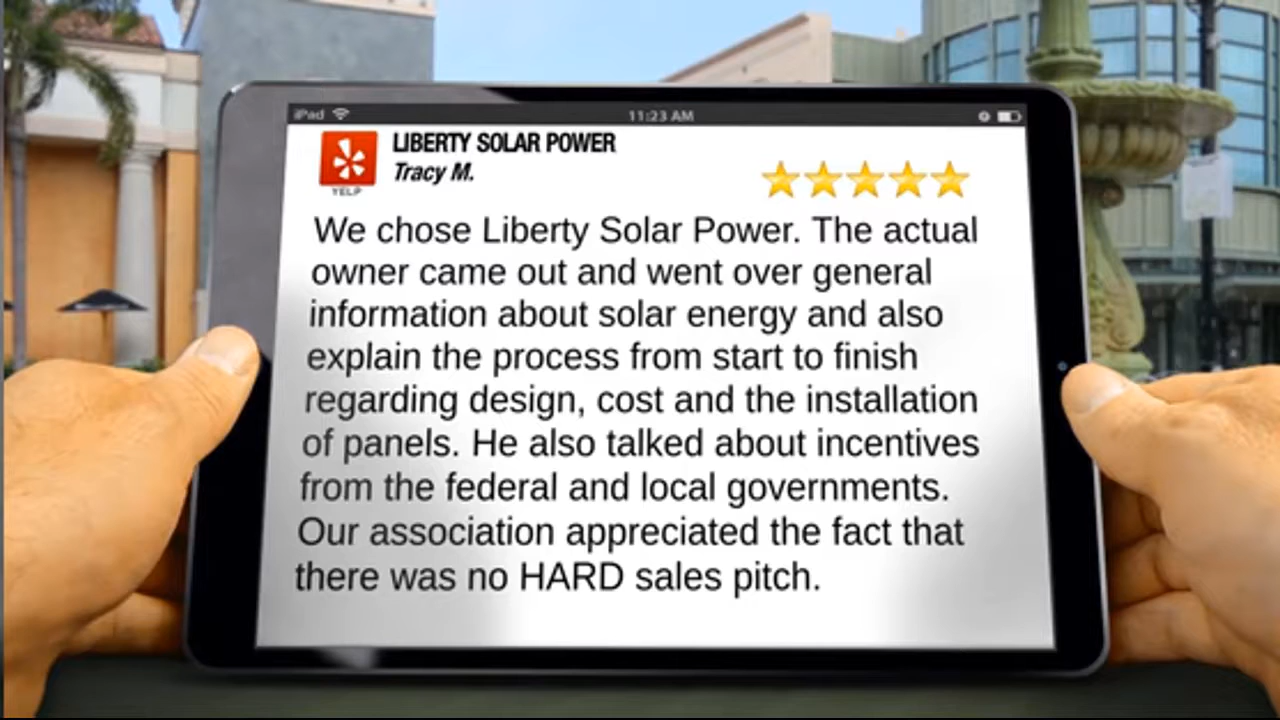 iPad 11:23 AM
YELP
LIBERTY SOLAR POWER
Tracy M.
We chose Liberty Solar Power. The actual
owner came out and went over general
information about solar energy and also
explain the process from start to finish
regarding design, cost and the installation
of panels. He also talked about incentives
from the federal and local governments.
Our association appreciated the fact that
there was no HARD sales pitch.